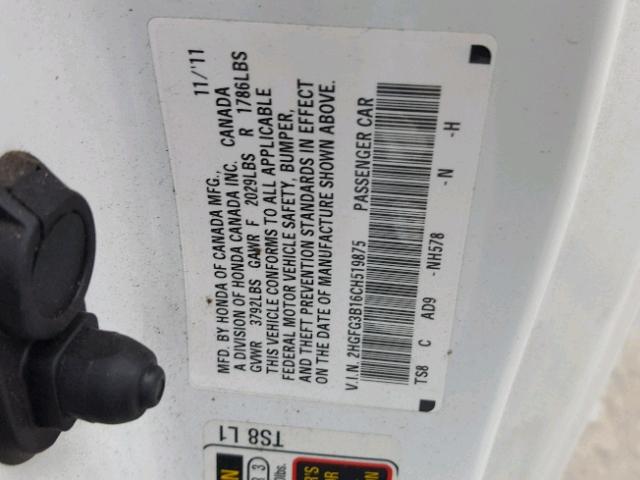 MFD. BY HONDA OF CANADA MFG., 11/'11
A DIVISION OF HONDA CANADA INC. CANADA
GVWR 3792LBS GAWR F 2029LBS R 1786LBS
THIS VEHICLE CONFORMS TO ALL APPLICABLE
FEDERAL MOTOR VEHICLE SAFETY, BUMPER,
AND THEFT PREVENTION STANDARDS IN EFFECT
ON THE DATE OF MANUFACTURE SHOWN ABOVE.
V.I.N. 2HGFG3B16CH519875 PASSENGER CAR
TS8 C AD9 -NH578 -N -H
TS8 L1
3
lbs.